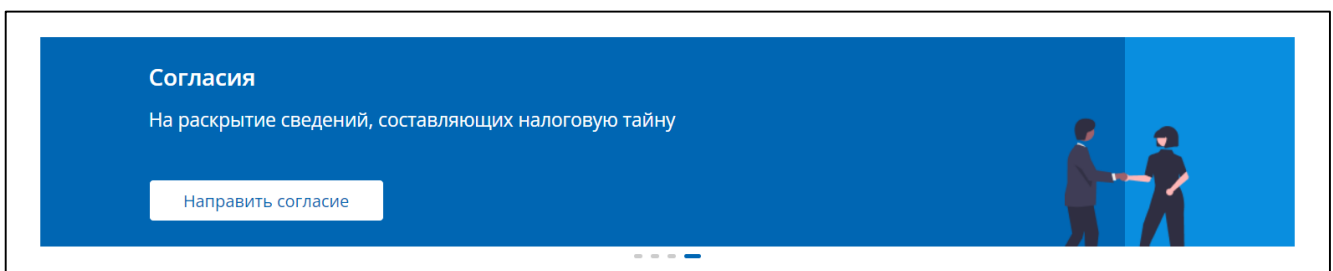 Согласия
На раскрытие сведений, составляющих налоговую тайну
Направить согласие